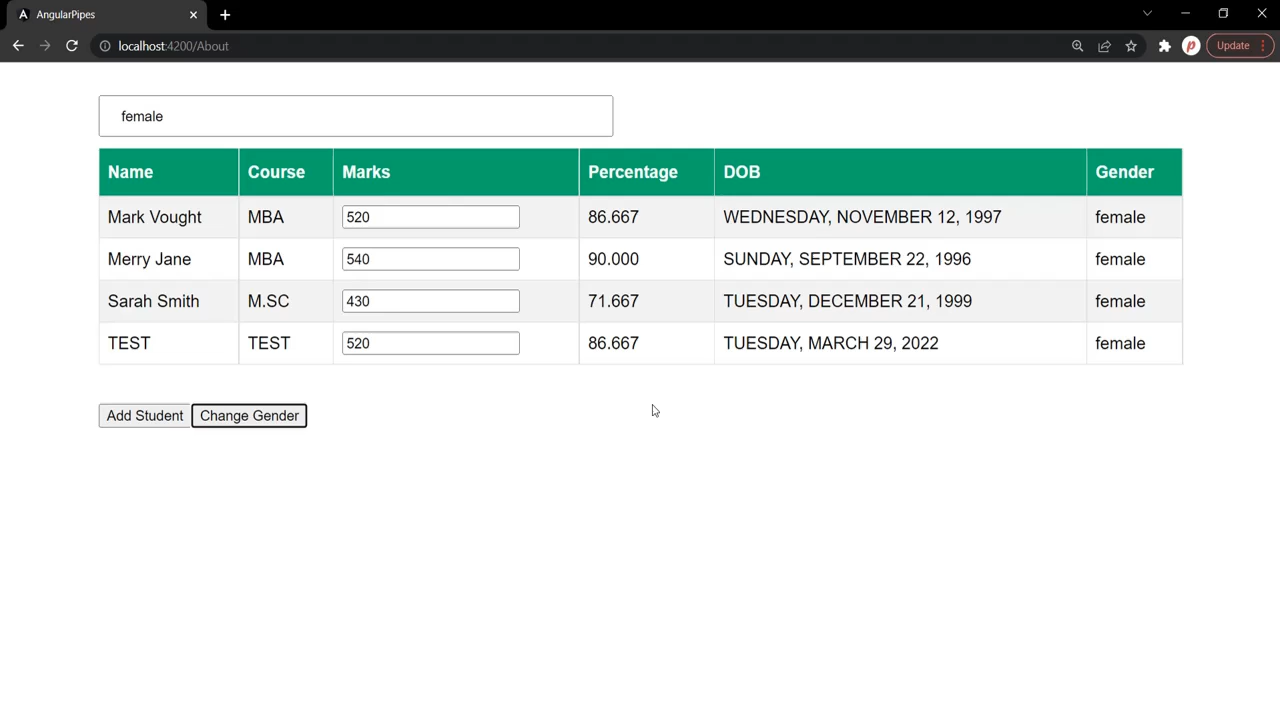 AngularPipes
localhost:4200/About
Update
female
Name Course Marks Percentage DOB Gender
Mark Vought MBA 520 86.667 WEDNESDAY, NOVEMBER 12, 1997 female
Merry Jane MBA 540 90.000 SUNDAY, SEPTEMBER 22, 1996 female
Sarah Smith M.SC 430 71.667 TUESDAY, DECEMBER 21, 1999 female
TEST TEST 520 86.667 TUESDAY, MARCH 29, 2022 female
Add Student Change Gender